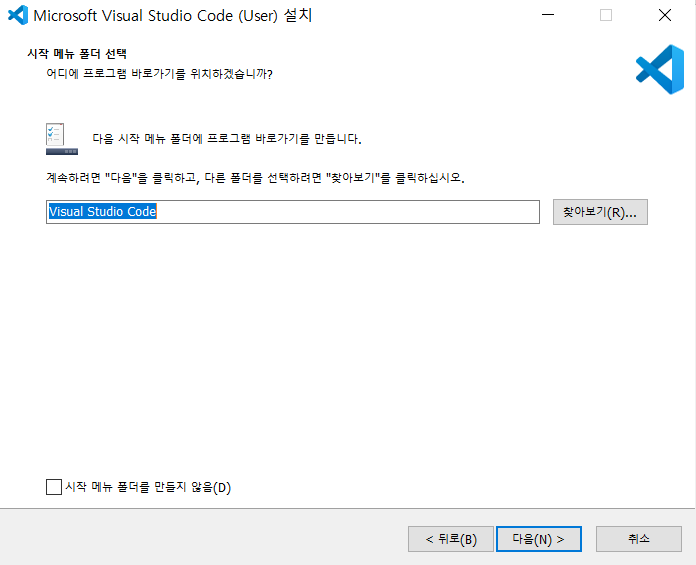 Microsoft Visual Studio Code (User) 설치
시작 메뉴 폴더 선택
어디에 프로그램 바로가기를 위치하겠습니까?
다음 시작 메뉴 폴더에 프로그램 바로가기를 만듭니다.
계속하려면 "다음"을 클릭하고, 다른 폴더를 선택하려면 "찾아보기"를 클릭하십시오.
Visual Studio Code
찾아보기(R)...
시작 메뉴 폴더를 만들지 않음(D)
< 뒤로(B)
다음(N) >
취소